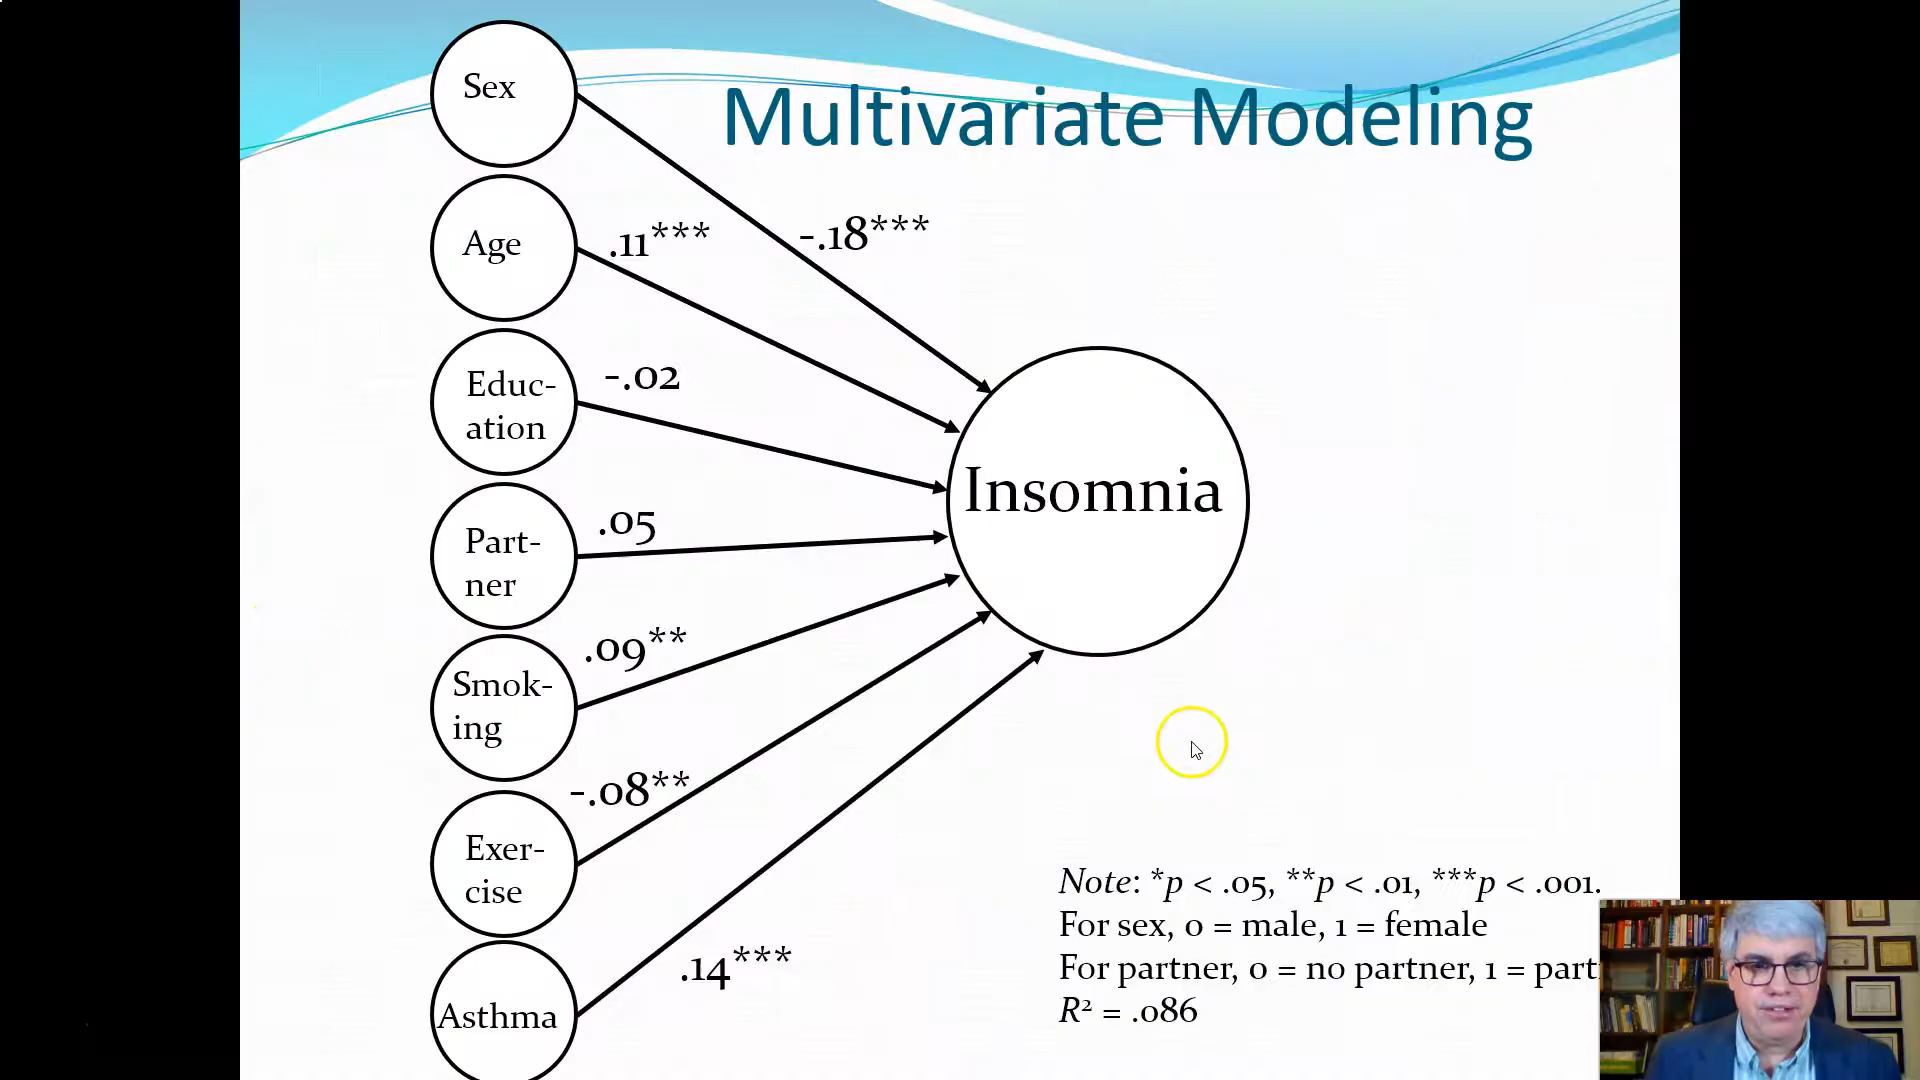 Multivariate Modeling
Sex
-.18***
Age
.11***
Educ-
ation
-.02
Part-
ner
.05
Smok-
ing
.09**
Exer-
cise
-.08**
Asthma
.14***
Insomnia
Note: *p < .05, **p < .01, ***p < .001.
For sex, 0 = male, 1 = female
For partner, 0 = no partner, 1 =
R² = .086